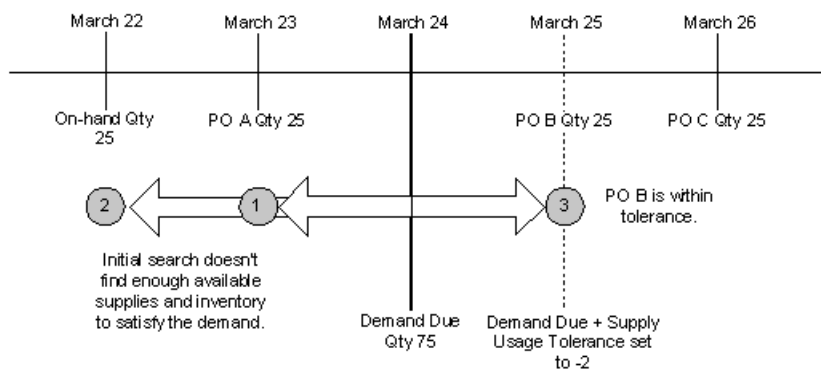 March 22
March 23
March 24
March 25
March 26
On-hand Qty
25
PO A Qty 25
PO B Qty 25
PO C Qty 25
2
1
3
PO B is within
tolerance.
Initial search doesn't
find enough available
supplies and inventory
to satisfy the demand.
Demand Due
Qty 75
Demand Due + Supply
Usage Tolerance set
to -2